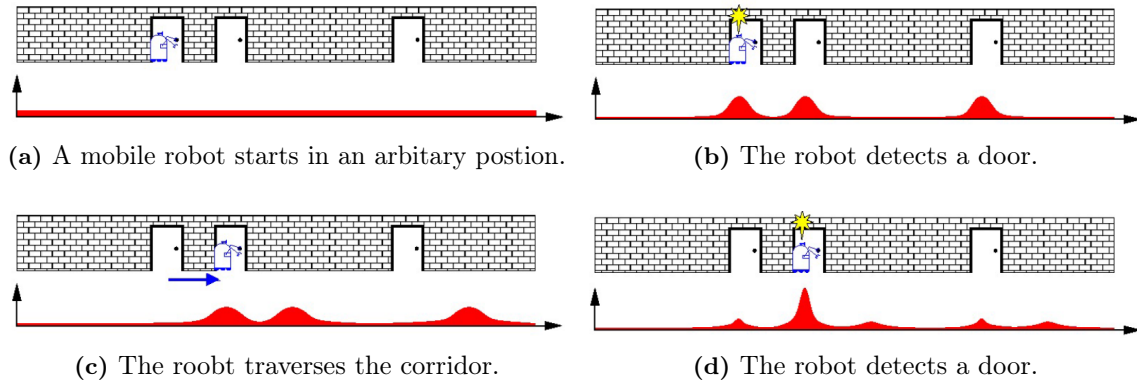 (a) A mobile robot starts in an arbitary postion.
(b) The robot detects a door.
(c) The roobt traverses the corridor.
(d) The robot detects a door.